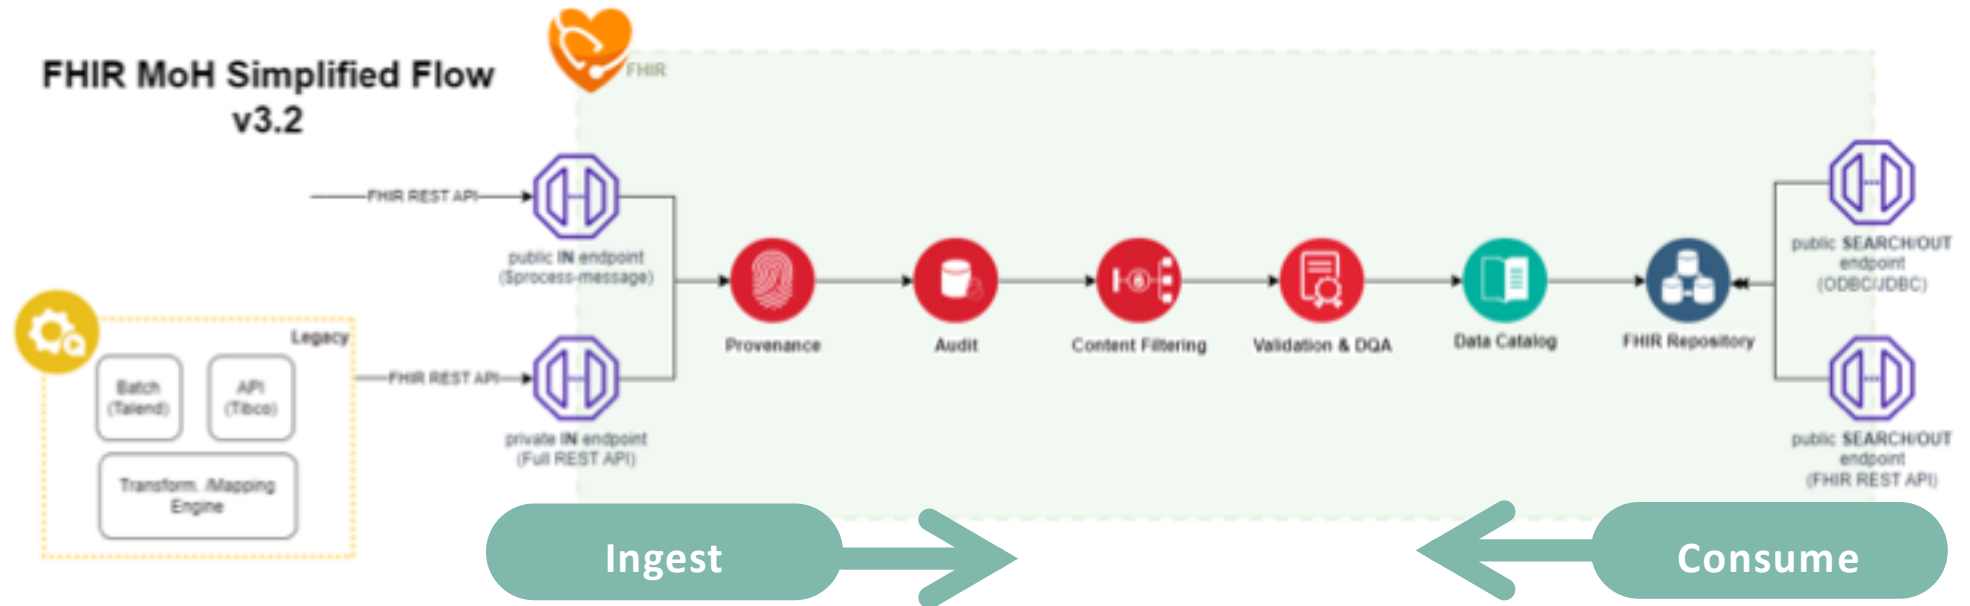 FHIR MoH Simplified Flow
v3.2
FHIR
FHIR REST API
public IN endpoint
($process-message)
Legacy
Batch
(Talend)
API
(Tibco)
Transform. /Mapping
Engine
FHIR REST API
private IN endpoint
(Full REST API)
Provenance
Audit
Content Filtering
Validation & DQA
Data Catalog
FHIR Repository
public SEARCH/OUT
endpoint
(ODBC/JDBC)
public SEARCH/OUT
endpoint
(FHIR REST API)
Ingest
Consume